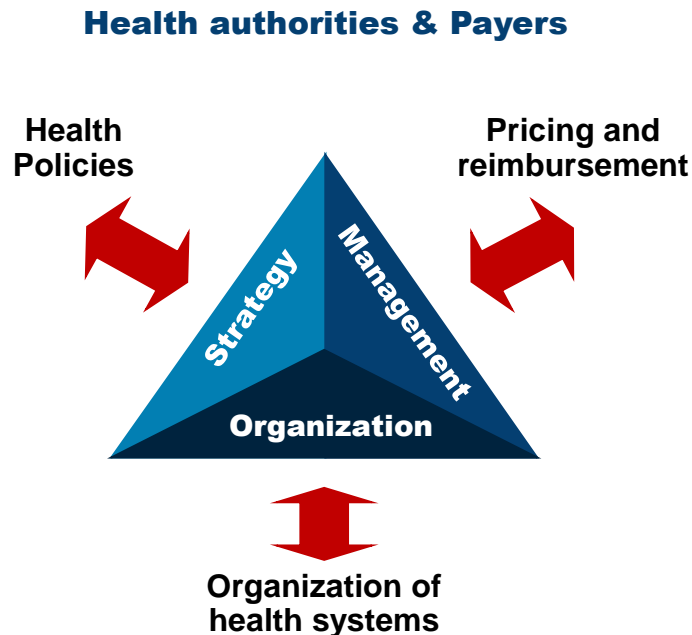 Health authorities & Payers
Health
Policies
Pricing and
reimbursement
Strategy
Management
Organization
Organization of
health systems